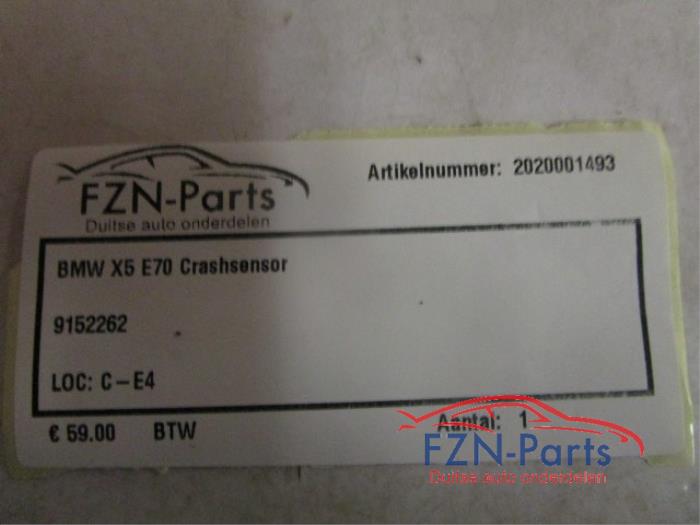 FZN-Parts
Duitse auto onderdelen
Artikelnummer: 2020001493
BMW X5 E70 Crashsensor
9152262
LOC: C-E4
€ 59.00 BTW Aantal: 1
FZN-Parts
Duitse auto onderdelen